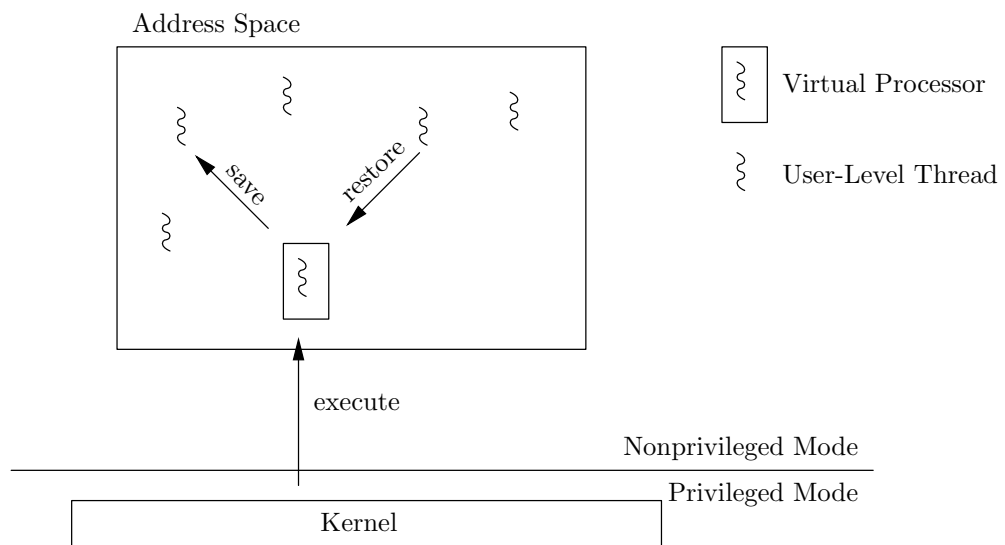 Address Space
Virtual Processor
save
restore
User-Level Thread
execute
Nonprivileged Mode
Privileged Mode
Kernel